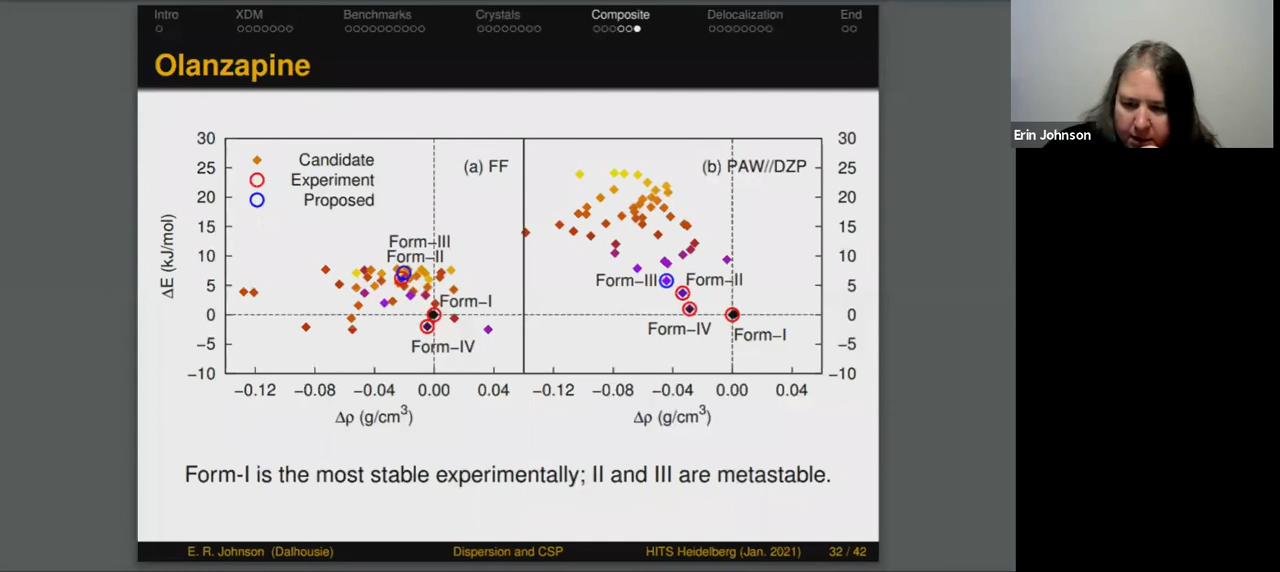 Intro XDM Benchmarks Crystals Composite Delocalization End
Olanzapine
Erin Johnson
30
25
20
15
10
5
0
−5
−10
ΔE (kJ/mol)
Candidate
Experiment
Proposed
(a) FF
Form−III
Form−II
Form−I
Form−IV
−0.12 −0.08 −0.04 0.00 0.04
Δρ (g/cm³)
(b) PAW//DZP
Form−III
Form−II
Form−IV
Form−I
−0.12 −0.08 −0.04 0.00 0.04
Δρ (g/cm³)
30
25
20
15
10
5
0
−5
−10
Form-I is the most stable experimentally; II and III are metastable.
E. R. Johnson (Dalhousie) Dispersion and CSP HITS Heidelberg (Jan. 2021) 32 / 42